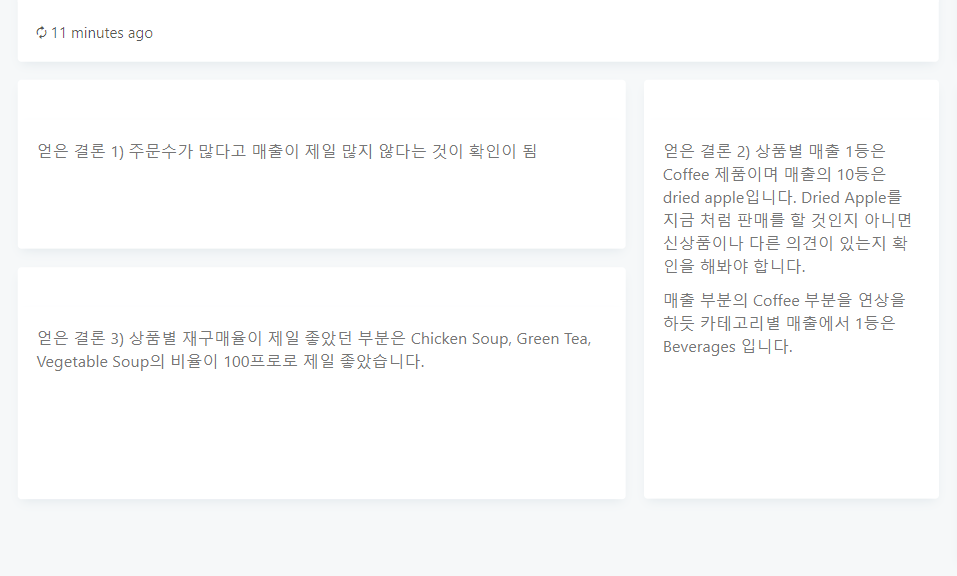 11 minutes ago
얻은 결론 1) 주문수가 많다고 매출이 제일 많지 않다는 것이 확인이 됨
얻은 결론 2) 상품별 매출 1등은
Coffee 제품이며 매출의 10등은
dried apple입니다. Dried Apple를
지금 처럼 판매를 할 것인지 아니면
신상품이나 다른 의견이 있는지 확
인을 해봐야 합니다.
매출 부분의 Coffee 부분을 연상을
하듯 카테고리별 매출에서 1등은
Beverages 입니다.
얻은 결론 3) 상품별 재구매율이 제일 좋았던 부분은 Chicken Soup, Green Tea,
Vegetable Soup의 비율이 100프로로 제일 좋았습니다.